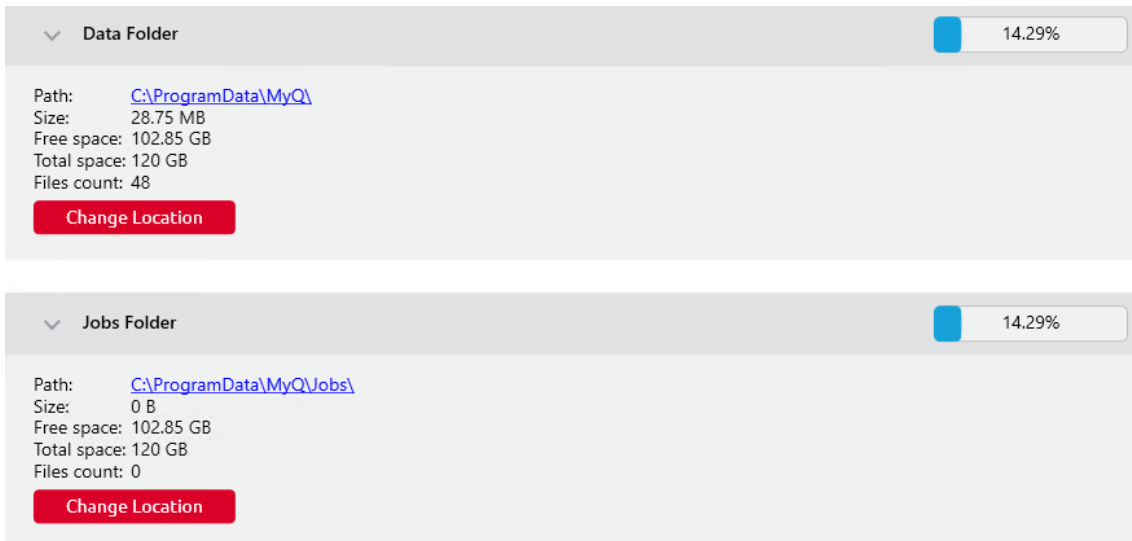 Data Folder 14.29%
Path: C:\ProgramData\MyQ\
Size: 28.75 MB
Free space: 102.85 GB
Total space: 120 GB
Files count: 48
Change Location
Jobs Folder 14.29%
Path: C:\ProgramData\MyQ\Jobs\
Size: 0 B
Free space: 102.85 GB
Total space: 120 GB
Files count: 0
Change Location